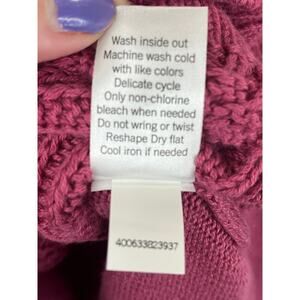 Wash inside out
Machine wash cold
with like colors
Delicate cycle
Only non-chlorine
bleach when needed
Do not wring or twist
Reshape Dry flat
Cool iron if needed
400633823937